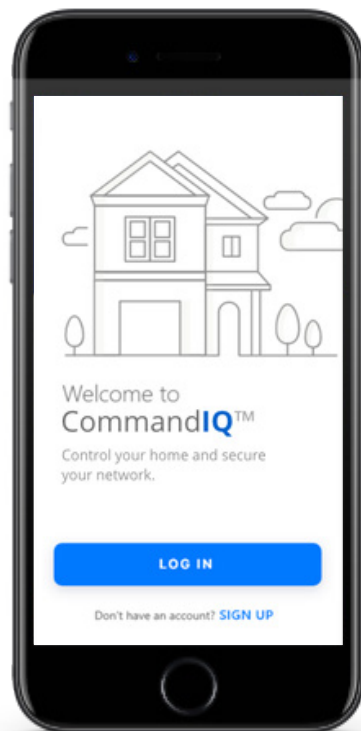 Welcome to
CommandIQ™
Control your home and secure
your network.
LOG IN
Don't have an account? SIGN UP